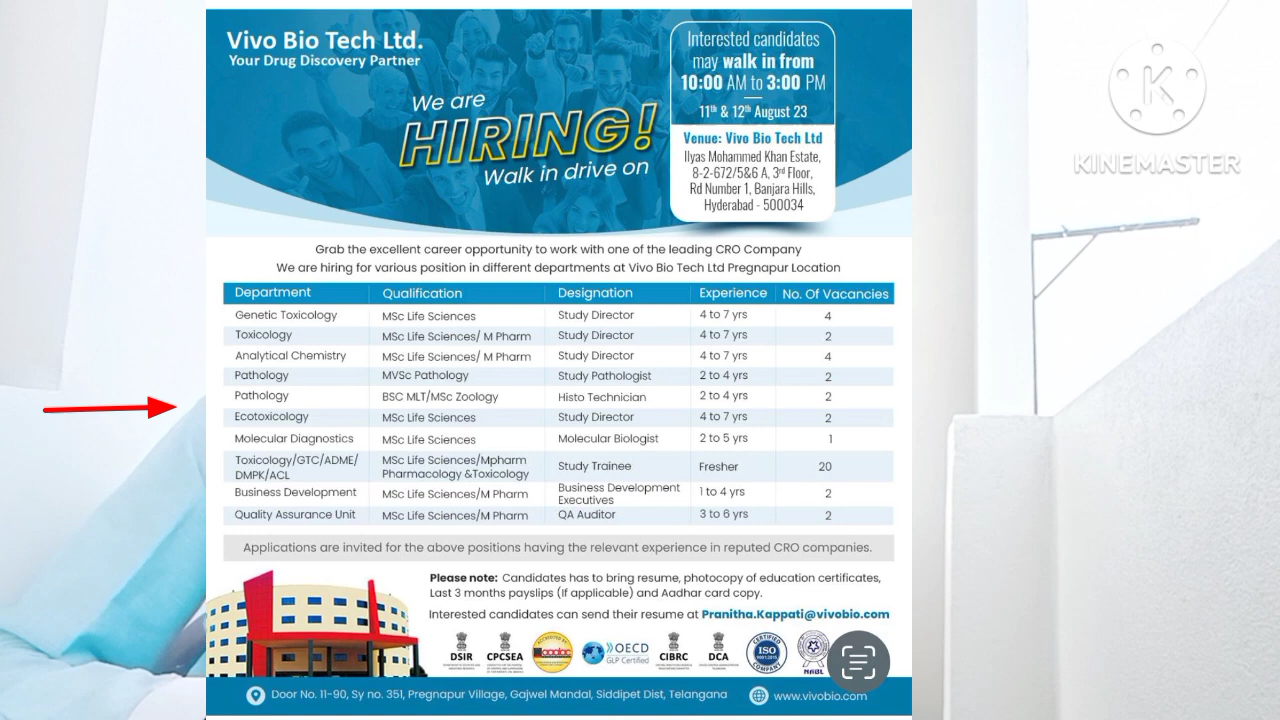 Vivo Bio Tech Ltd.
Your Drug Discovery Partner
We are
HIRING!
Walk in drive on
Interested candidates
may walk in from
10:00 AM to 3:00 PM
11th & 12th August 23
Venue: Vivo Bio Tech Ltd
Ilyas Mohammed Khan Estate,
8-2-672/5&6 A, 3rd Floor,
Rd Number 1, Banjara Hills,
Hyderabad - 500034
KINEMASTER
Grab the excellent career opportunity to work with one of the leading CRO Company
We are hiring for various position in different departments at Vivo Bio Tech Ltd Pregnapur Location
Department Qualification Designation Experience No. Of Vacancies
Genetic Toxicology MSc Life Sciences Study Director 4 to 7 yrs 4
Toxicology MSc Life Sciences/ M Pharm Study Director 4 to 7 yrs 2
Analytical Chemistry MSc Life Sciences/ M Pharm Study Director 4 to 7 yrs 4
Pathology MVSc Pathology Study Pathologist 2 to 4 yrs 2
Pathology BSC MLT/MSc Zoology Histo Technician 2 to 4 yrs 2
Ecotoxicology MSc Life Sciences Study Director 4 to 7 yrs 2
Molecular Diagnostics MSc Life Sciences Molecular Biologist 2 to 5 yrs 1
Toxicology/GTC/ADME/ MSc Life Sciences/Mpharm Study Trainee Fresher 20
DMPK/ACL Pharmacology &Toxicology
Business Development MSc Life Sciences/M Pharm Business Development 1 to 4 yrs 2
Executives
Quality Assurance Unit MSc Life Sciences/M Pharm QA Auditor 3 to 6 yrs 2
Applications are invited for the above positions having the relevant experience in reputed CRO companies.
Please note: Candidates has to bring resume, photocopy of education certificates,
Last 3 months payslips (If applicable) and Aadhar card copy.
Interested candidates can send their resume at Pranitha.Kappati@vivobio.com
DSIR CPCSEA OECD GLP Certified CIBRC DCA CERTIFIED ISO 9001:2015 COMPANY NABL
Door No. 11-90, Sy no. 351, Pregnapur Village, Gajwel Mandal, Siddipet Dist, Telangana www.vivobio.com